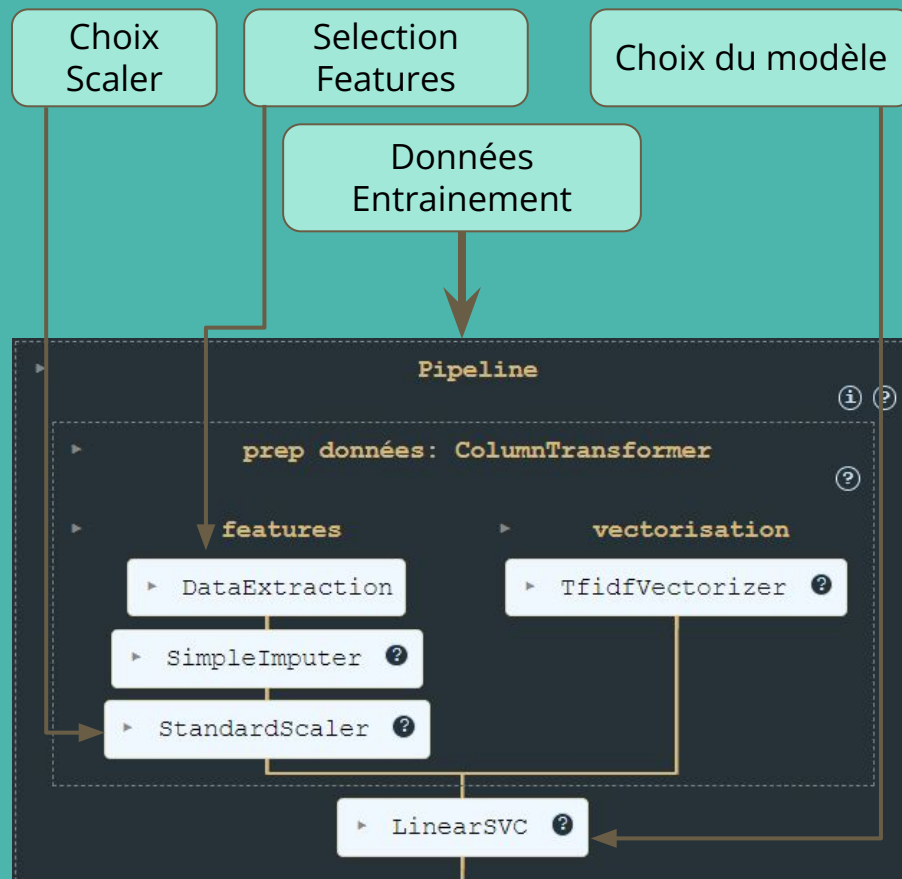 Choix
Scaler
Selection
Features
Choix du modèle
Données
Entrainement
Pipeline
prep données: ColumnTransformer
features
vectorisation
DataExtraction
TfidfVectorizer
SimpleImputer
StandardScaler
LinearSVC